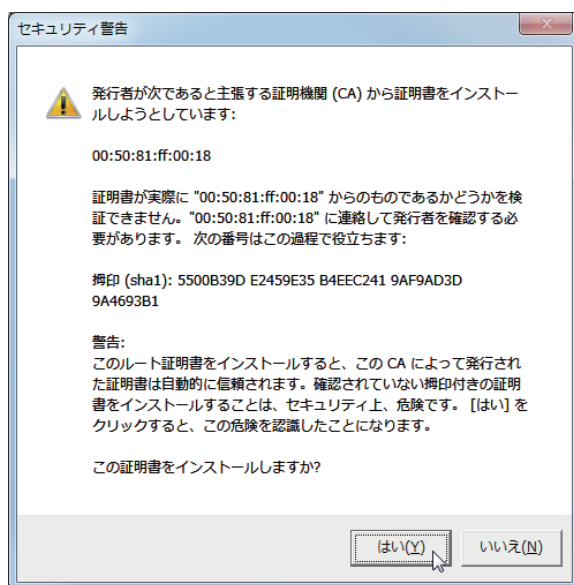 セキュリティ警告
発行者が次であると主張する証明機関 (CA) から証明書をインストー
ルしようとしています:
00:50:81:ff:00:18
証明書が実際に "00:50:81:ff:00:18" からのものであるかどうかを検
証できません。"00:50:81:ff:00:18" に連絡して発行者を確認する必
要があります。 次の番号はこの過程で役立ちます:
拇印 (sha1): 5500B39D E2459E35 B4EEC241 9AF9AD3D
9A4693B1
警告:
このルート証明書をインストールすると、この CA によって発行され
た証明書は自動的に信頼されます。確認されていない拇印付きの証明
書をインストールすることは、セキュリティ上、危険です。 [はい] を
クリックすると、この危険を認識したことになります。
この証明書をインストールしますか?
はい(Y) いいえ(N)